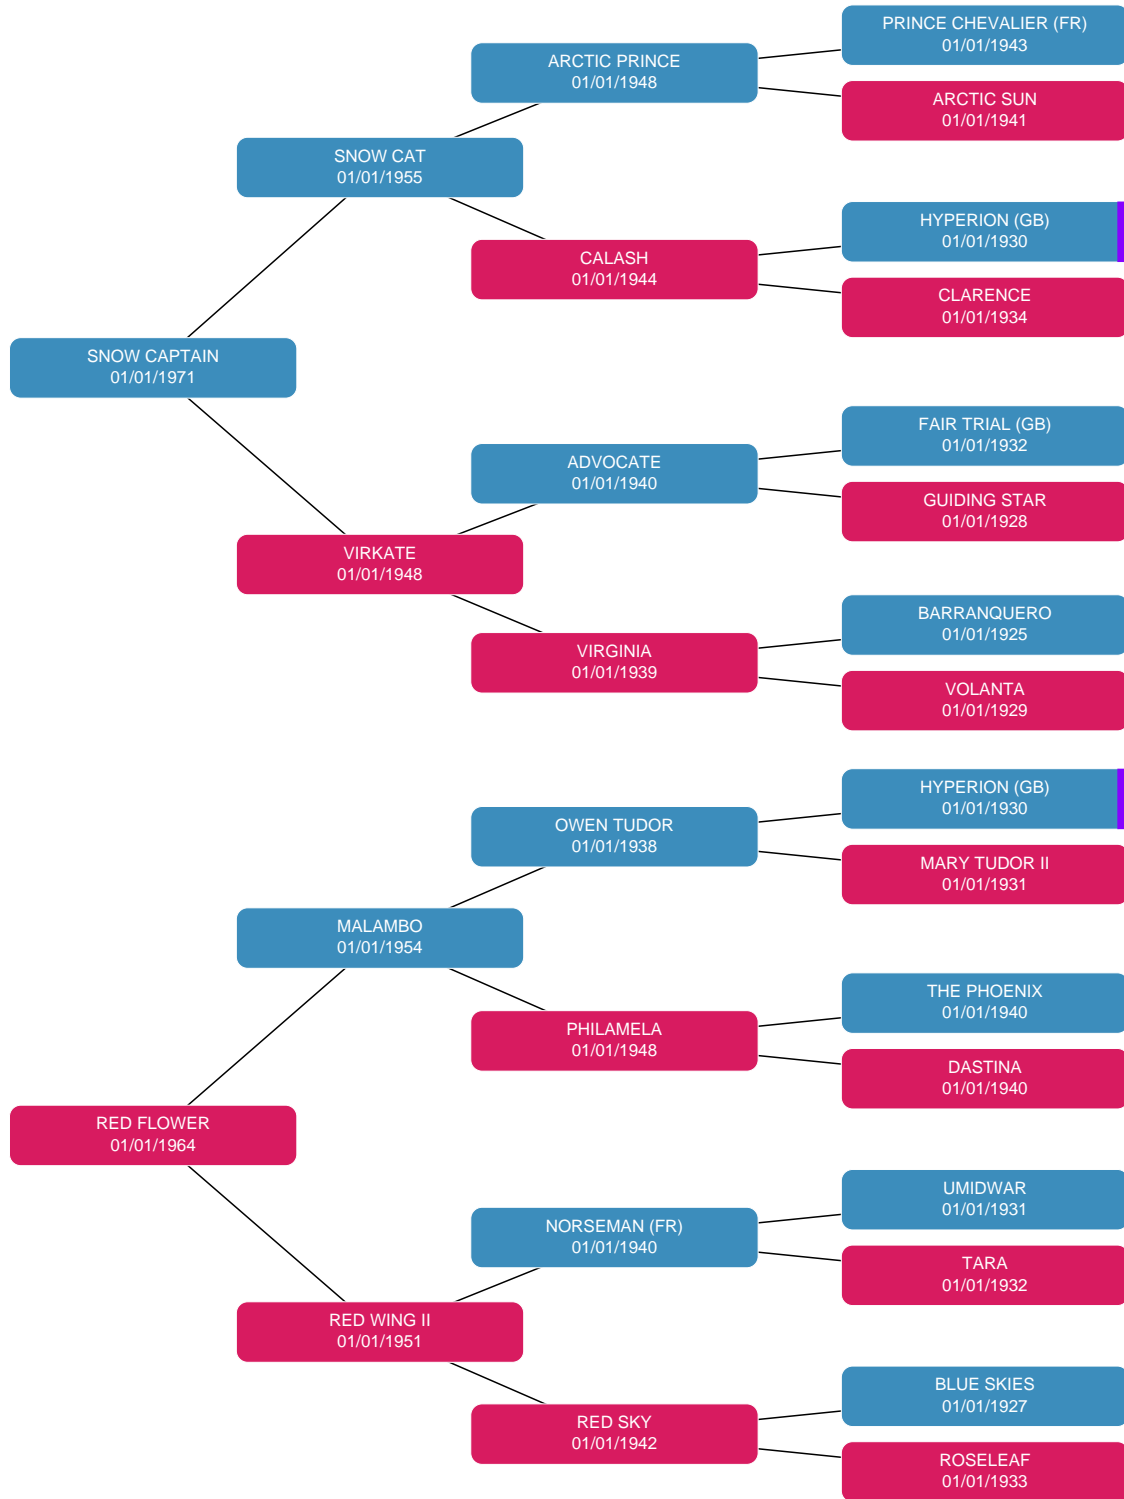 PRINCE CHEVALIER (FR)
01/01/1943
ARCTIC PRINCE
01/01/1948
ARCTIC SUN
01/01/1941
SNOW CAT
01/01/1955
HYPERION (GB)
01/01/1930
CALASH
01/01/1944
CLARENCE
01/01/1934
SNOW CAPTAIN
01/01/1971
FAIR TRIAL (GB)
01/01/1932
ADVOCATE
01/01/1940
GUIDING STAR
01/01/1928
VIRKATE
01/01/1948
BARRANQUERO
01/01/1925
VIRGINIA
01/01/1939
VOLANTA
01/01/1929
HYPERION (GB)
01/01/1930
OWEN TUDOR
01/01/1938
MARY TUDOR II
01/01/1931
MALAMBO
01/01/1954
THE PHOENIX
01/01/1940
PHILAMELA
01/01/1948
DASTINA
01/01/1940
RED FLOWER
01/01/1964
UMIDWAR
01/01/1931
NORSEMAN (FR)
01/01/1940
TARA
01/01/1932
RED WING II
01/01/1951
BLUE SKIES
01/01/1927
RED SKY
01/01/1942
ROSELEAF
01/01/1933